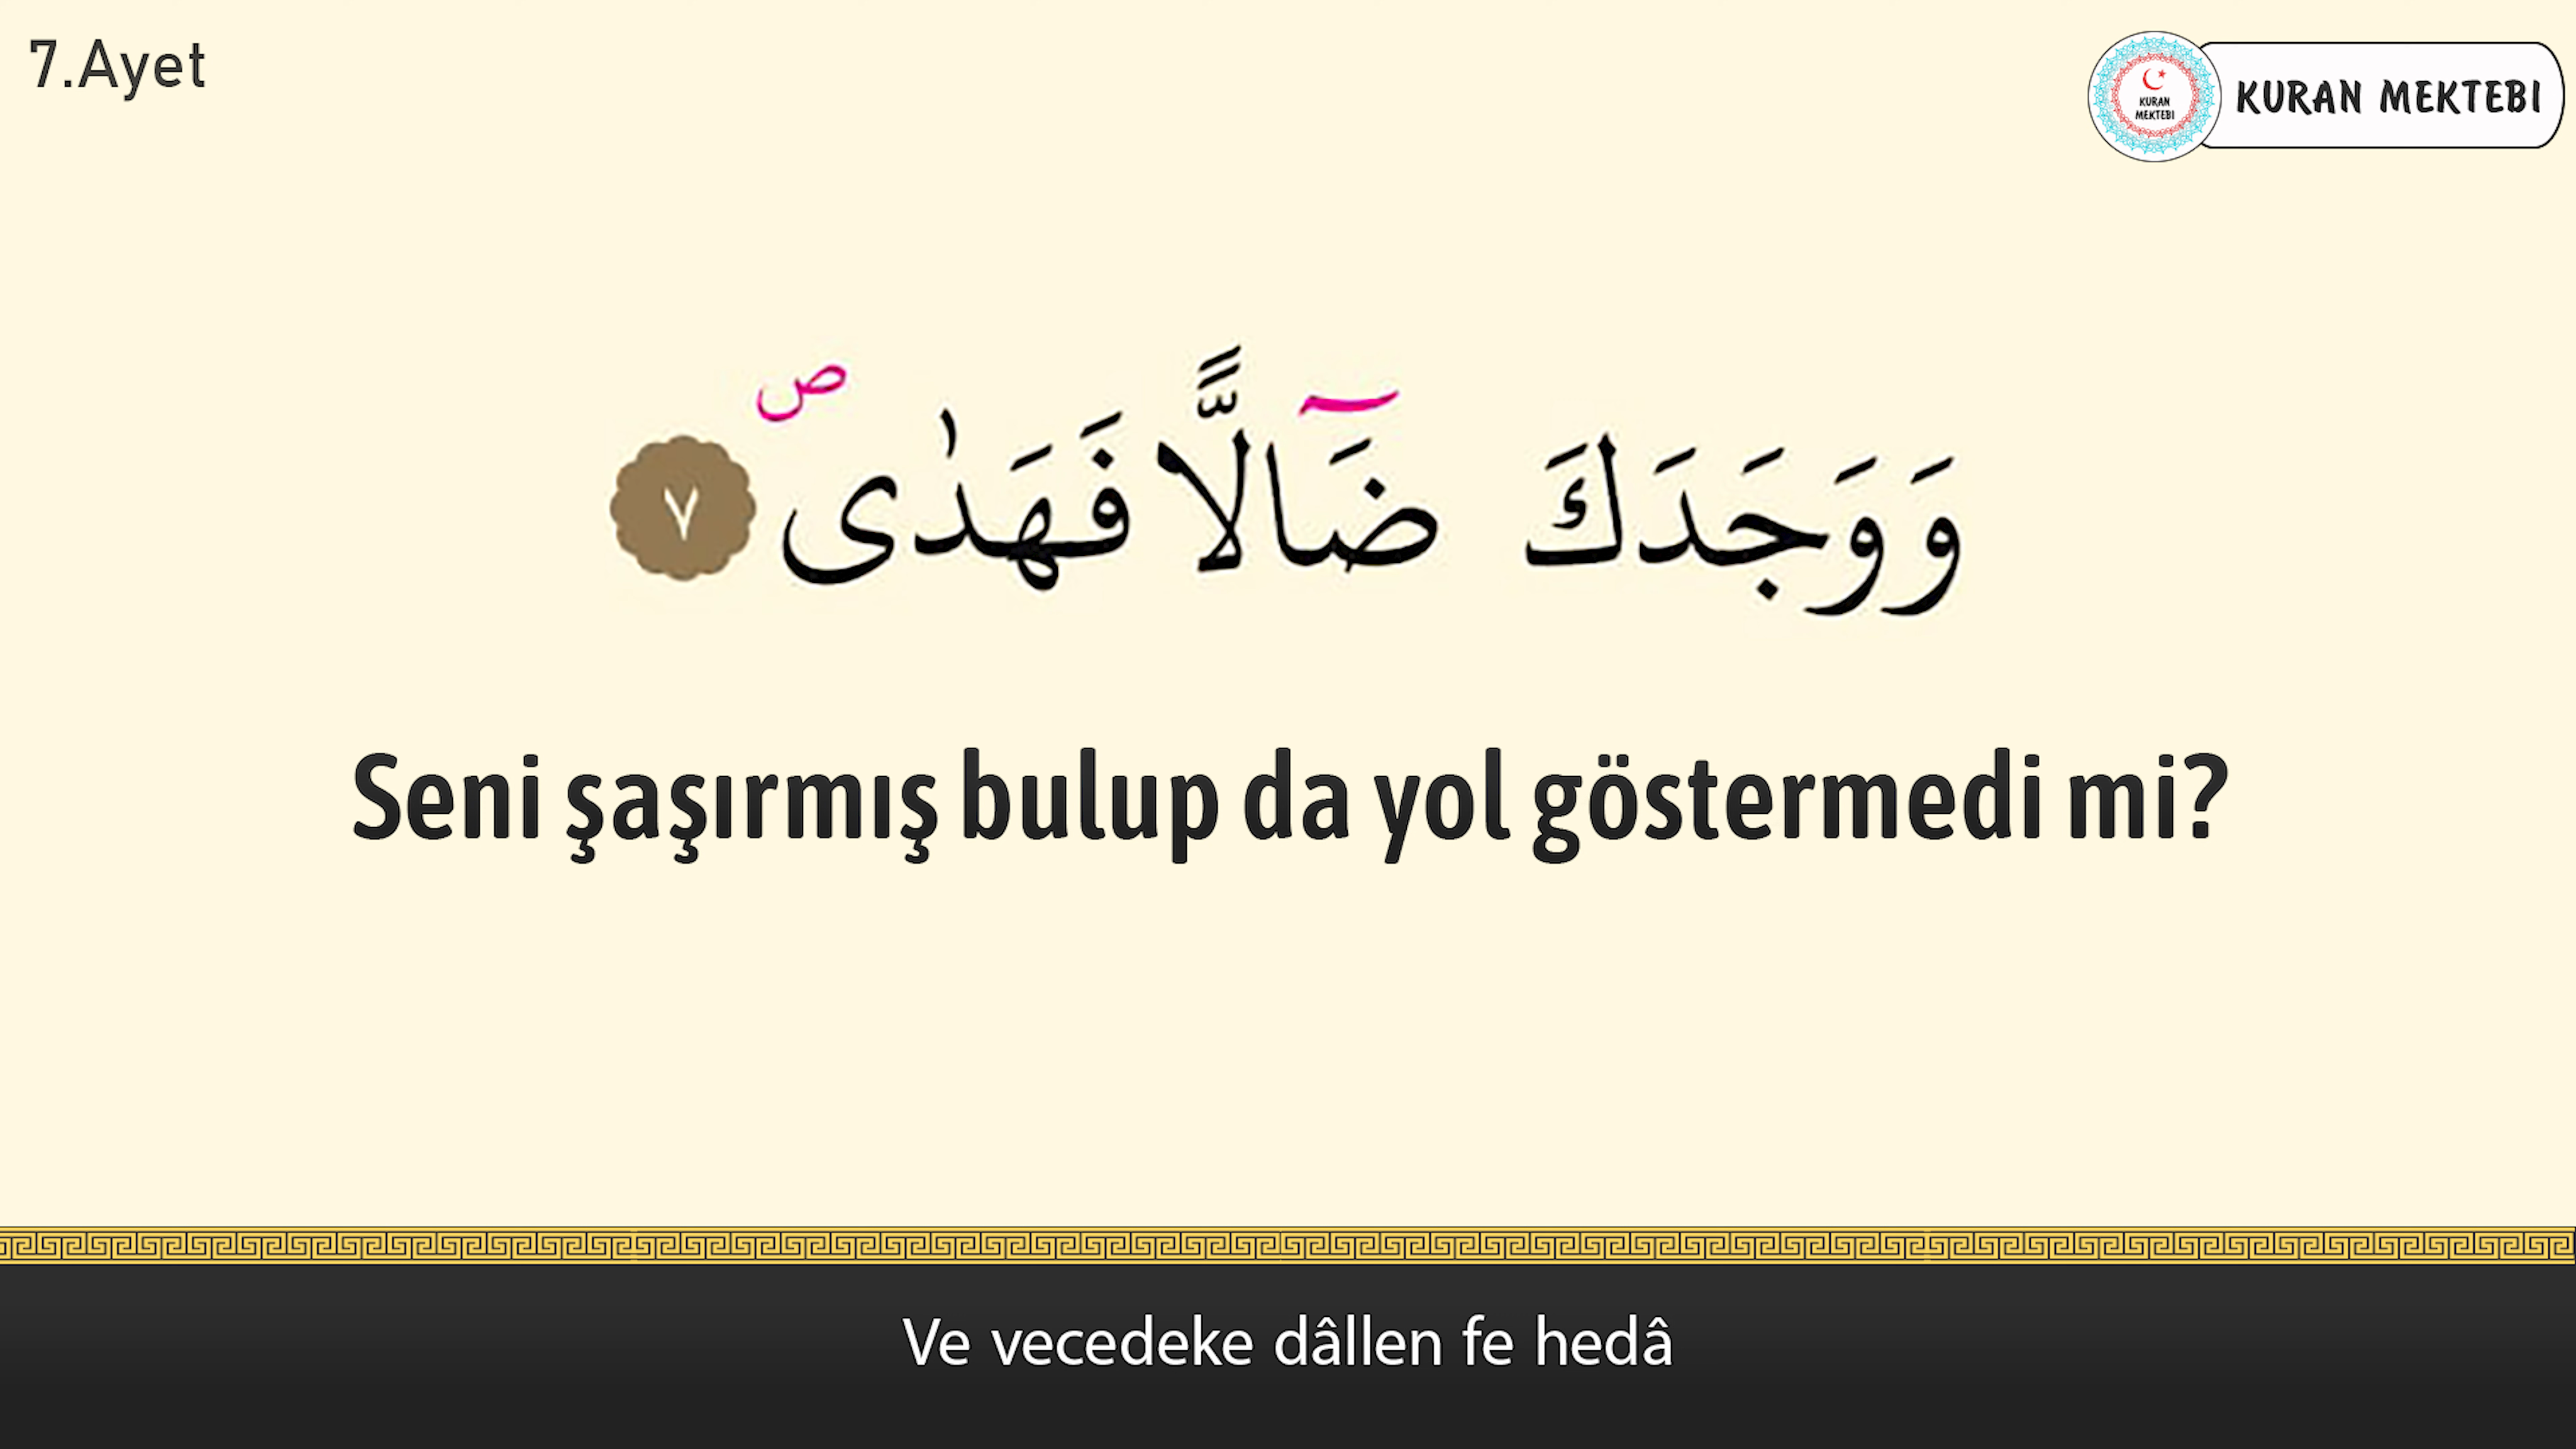 7.Ayet
KURAN
MEKTEBI
KURAN MEKTEBI
وَوَجَدَكَ ضَٓالًّا فَهَدٰىۖ ﴿٧﴾
Seni şaşırmış bulup da yol göstermedi mi?
Ve vecedeke dâllen fe hedâ